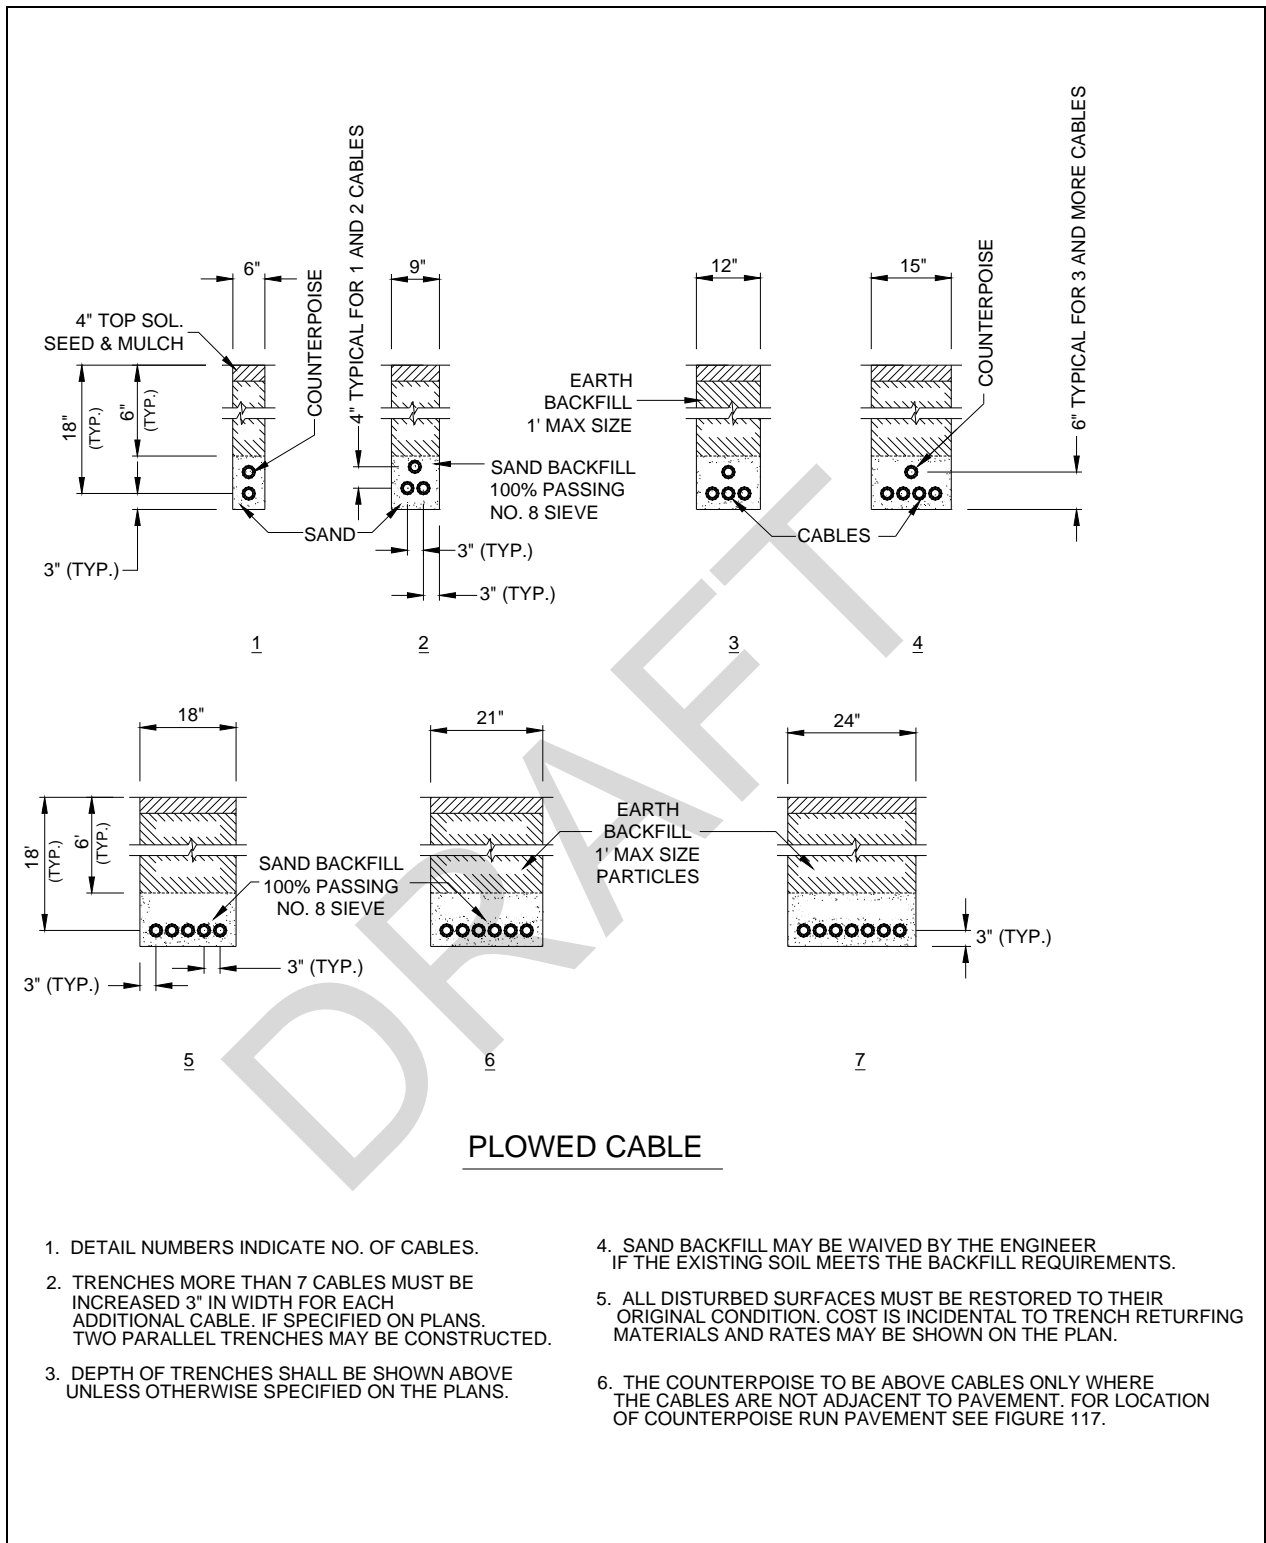 4" TYPICAL FOR 1 AND 2 CABLES
6" TYPICAL FOR 3 AND MORE CABLES
6"
9"
12"
15"
COUNTERPOISE
COUNTERPOISE
4" TOP SOL.
SEED & MULCH
18"
(TYP.)
6"
(TYP.)
EARTH
BACKFILL
1' MAX SIZE
SAND BACKFILL
100% PASSING
NO. 8 SIEVE
SAND
CABLES
3" (TYP.)
3" (TYP.)
3" (TYP.)
1
2
3
4
18"
21"
24"
18'
(TYP.)
6'
(TYP.)
EARTH
BACKFILL
1' MAX SIZE
PARTICLES
SAND BACKFILL
100% PASSING
NO. 8 SIEVE
3" (TYP.)
3" (TYP.)
3" (TYP.)
5
6
7
DRAFT
PLOWED CABLE
1. DETAIL NUMBERS INDICATE NO. OF CABLES.
2. TRENCHES MORE THAN 7 CABLES MUST BE
INCREASED 3" IN WIDTH FOR EACH
ADDITIONAL CABLE. IF SPECIFIED ON PLANS.
TWO PARALLEL TRENCHES MAY BE CONSTRUCTED.
3. DEPTH OF TRENCHES SHALL BE SHOWN ABOVE
UNLESS OTHERWISE SPECIFIED ON THE PLANS.
4. SAND BACKFILL MAY BE WAIVED BY THE ENGINEER
IF THE EXISTING SOIL MEETS THE BACKFILL REQUIREMENTS.
5. ALL DISTURBED SURFACES MUST BE RESTORED TO THEIR
ORIGINAL CONDITION. COST IS INCIDENTAL TO TRENCH RETURFING
MATERIALS AND RATES MAY BE SHOWN ON THE PLAN.
6. THE COUNTERPOISE TO BE ABOVE CABLES ONLY WHERE
THE CABLES ARE NOT ADJACENT TO PAVEMENT. FOR LOCATION
OF COUNTERPOISE RUN PAVEMENT SEE FIGURE 117.